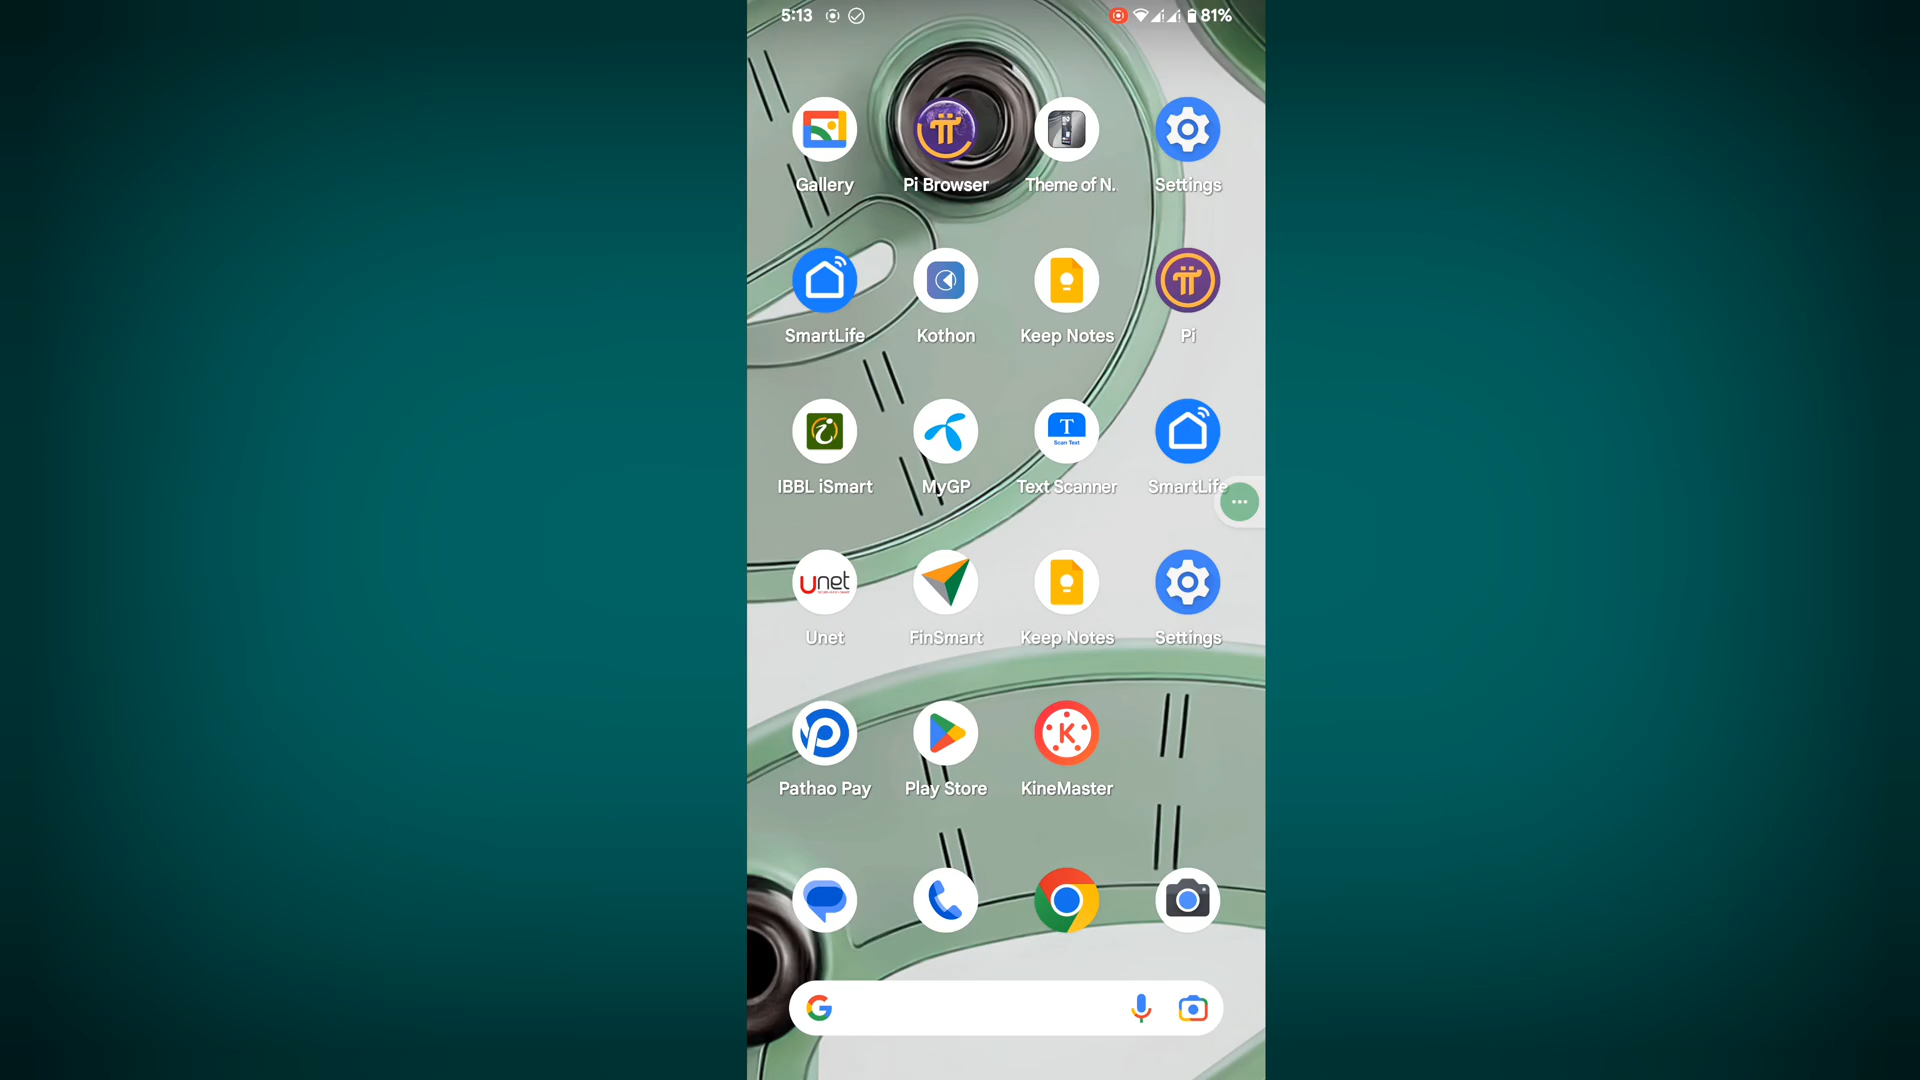 5:13 81%
Gallery Pi Browser Theme of N. Settings
SmartLife Kothon Keep Notes Pi
T
Scan Text
IBBL iSmart MyGP Text Scanner SmartLife
unet
Unet FinSmart Keep Notes Settings
K
Pathao Pay Play Store KineMaster